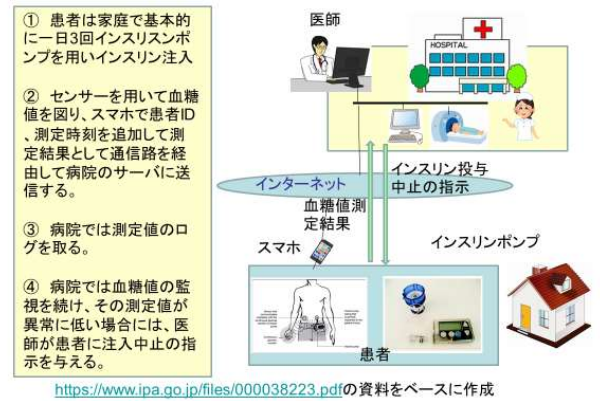 ① 患者は家庭で基本的
に一日3回インスリスンポ
ンプを用いインスリン注入
② センサーを用いて血糖
値を図り、スマホで患者ID
、測定時刻を追加して測
定結果として通信路を経
由して病院のサーバに送
信する。
③ 病院では測定値のロ
グを取る。
④ 病院では血糖値の監
視を続け、その測定値が
異常に低い場合には、医
師が患者に注入中止の指
示を与える。
医師
HOSPITAL
インターネット
インスリン投与
中止の指示
血糖値測
定結果
スマホ
インスリンポンプ
患者
https://www.ipa.go.jp/files/000038223.pdfの資料をベースに作成